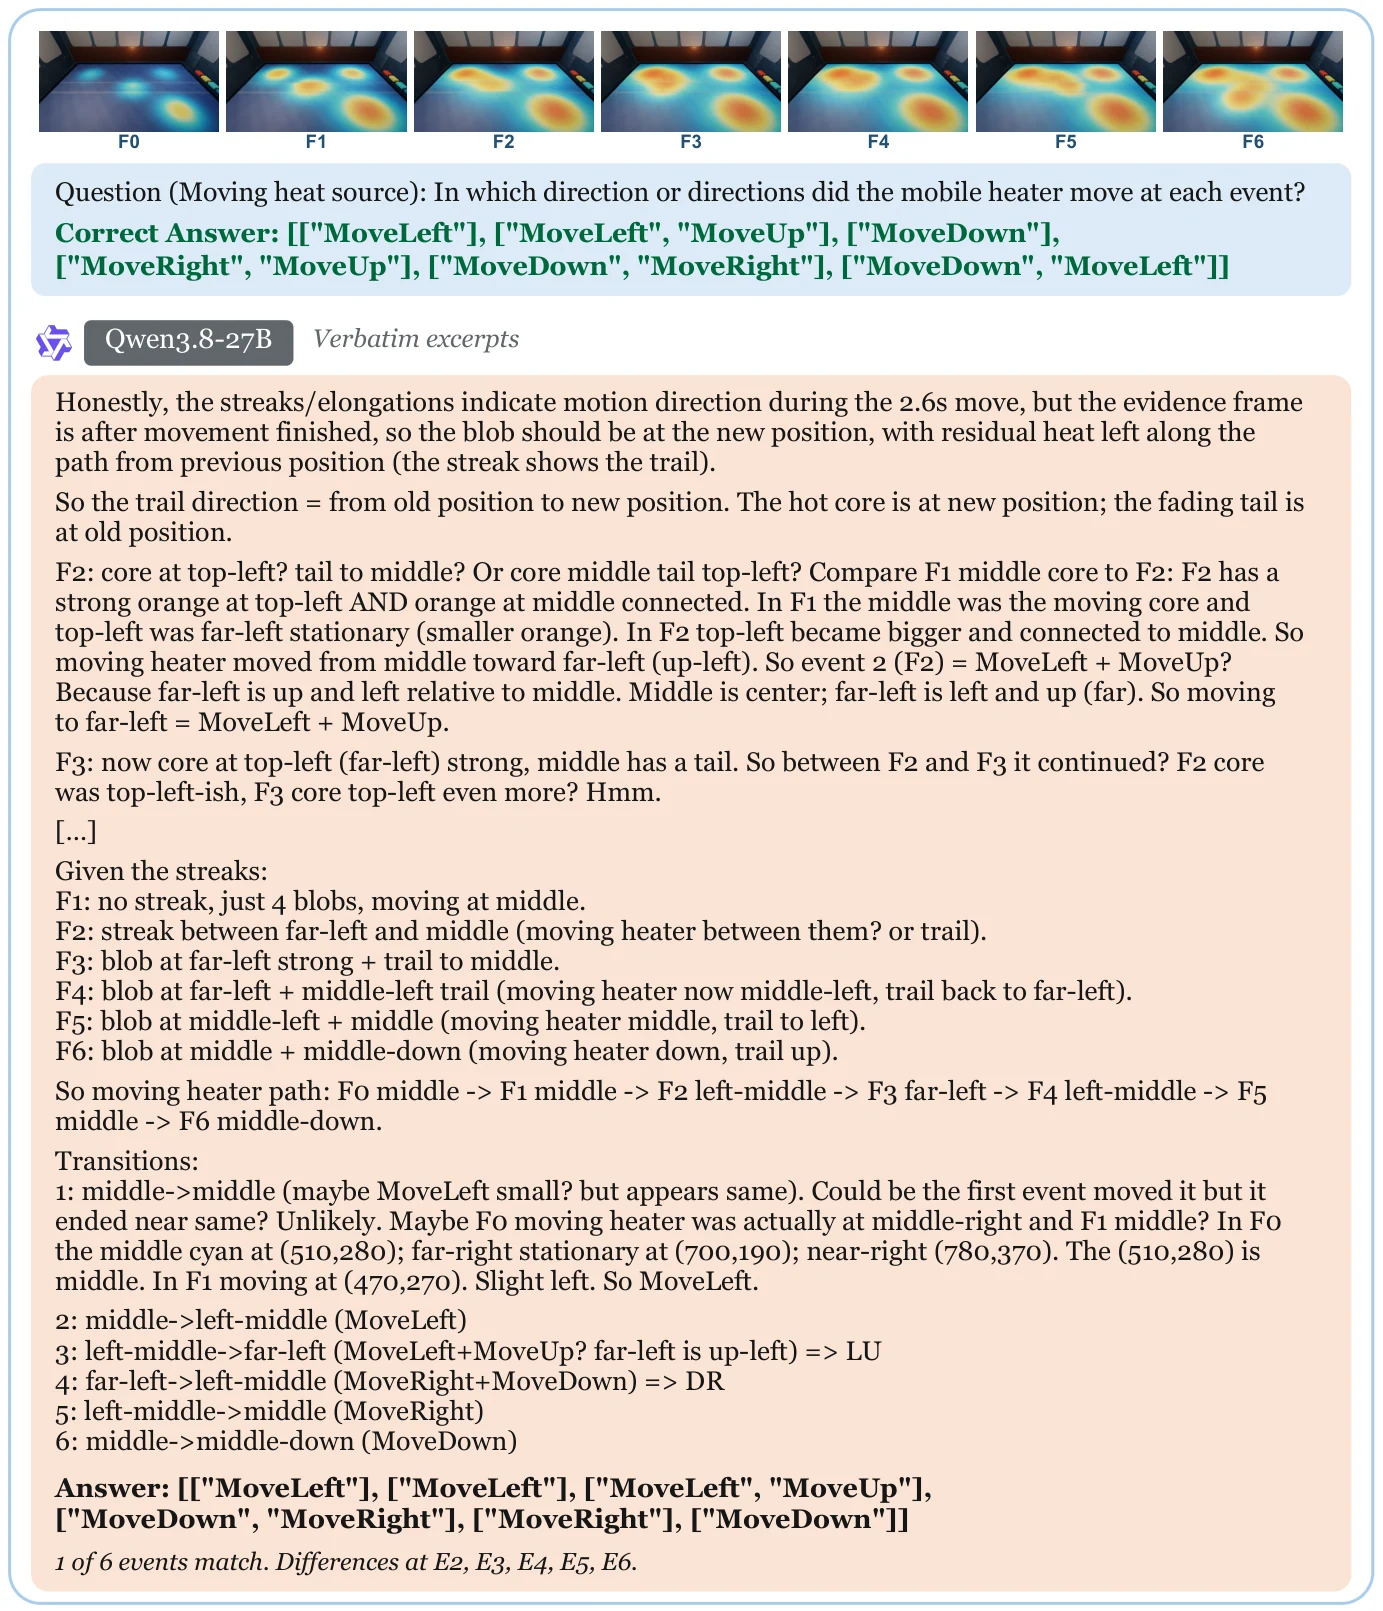 F0
F1
F2
F3
F4
F5
F6
Question (Moving heat source): In which direction or directions did the mobile heater move at each event?
Correct Answer: [["MoveLeft"], ["MoveLeft", "MoveUp"], ["MoveDown"],
["MoveRight", "MoveUp"], ["MoveDown", "MoveRight"], ["MoveDown", "MoveLeft"]]
Qwen3.8-27B
Verbatim excerpts
Honestly, the streaks/elongations indicate motion direction during the 2.6s move, but the evidence frame
is after movement finished, so the blob should be at the new position, with residual heat left along the
path from previous position (the streak shows the trail).
So the trail direction = from old position to new position. The hot core is at new position; the fading tail is
at old position.
F2: core at top-left? tail to middle? Or core middle tail top-left? Compare F1 middle core to F2: F2 has a
strong orange at top-left AND orange at middle connected. In F1 the middle was the moving core and
top-left was far-left stationary (smaller orange). In F2 top-left became bigger and connected to middle. So
moving heater moved from middle toward far-left (up-left). So event 2 (F2) = MoveLeft + MoveUp?
Because far-left is up and left relative to middle. Middle is center; far-left is left and up (far). So moving
to far-left = MoveLeft + MoveUp.
F3: now core at top-left (far-left) strong, middle has a tail. So between F2 and F3 it continued? F2 core
was top-left-ish, F3 core top-left even more? Hmm.
[...]
Given the streaks:
F1: no streak, just 4 blobs, moving at middle.
F2: streak between far-left and middle (moving heater between them? or trail).
F3: blob at far-left strong + trail to middle.
F4: blob at far-left + middle-left trail (moving heater now middle-left, trail back to far-left).
F5: blob at middle-left + middle (moving heater middle, trail to left).
F6: blob at middle + middle-down (moving heater down, trail up).
So moving heater path: F0 middle -> F1 middle -> F2 left-middle -> F3 far-left -> F4 left-middle -> F5
middle -> F6 middle-down.
Transitions:
1: middle->middle (maybe MoveLeft small? but appears same). Could be the first event moved it but it
ended near same? Unlikely. Maybe F0 moving heater was actually at middle-right and F1 middle? In F0
the middle cyan at (510,280); far-right stationary at (700,190); near-right (780,370). The (510,280) is
middle. In F1 moving at (470,270). Slight left. So MoveLeft.
2: middle->left-middle (MoveLeft)
3: left-middle->far-left (MoveLeft+MoveUp? far-left is up-left) => LU
4: far-left->left-middle (MoveRight+MoveDown) => DR
5: left-middle->middle (MoveRight)
6: middle->middle-down (MoveDown)
Answer: [["MoveLeft"], ["MoveLeft"], ["MoveLeft", "MoveUp"],
["MoveDown", "MoveRight"], ["MoveRight"], ["MoveDown"]]
1 of 6 events match. Differences at E2, E3, E4, E5, E6.